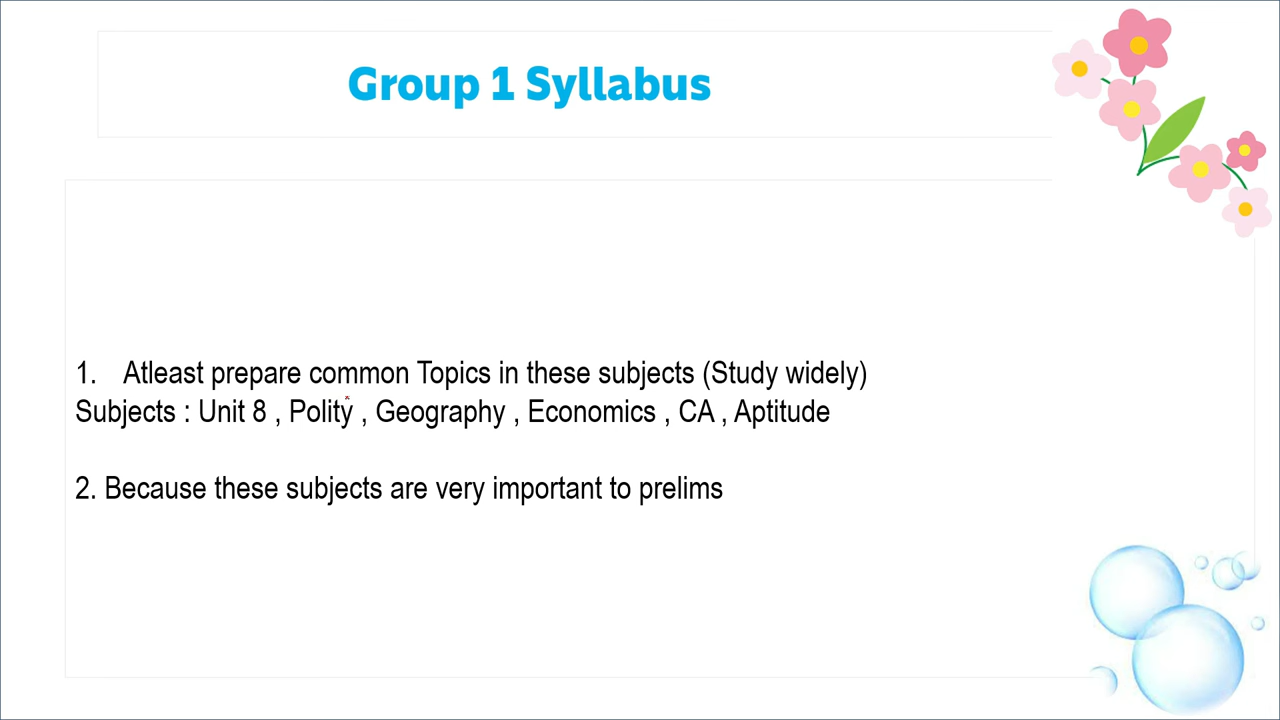 Group 1 Syllabus
1. Atleast prepare common Topics in these subjects (Study widely)
Subjects : Unit 8 , Polity , Geography , Economics , CA , Aptitude
2. Because these subjects are very important to prelims